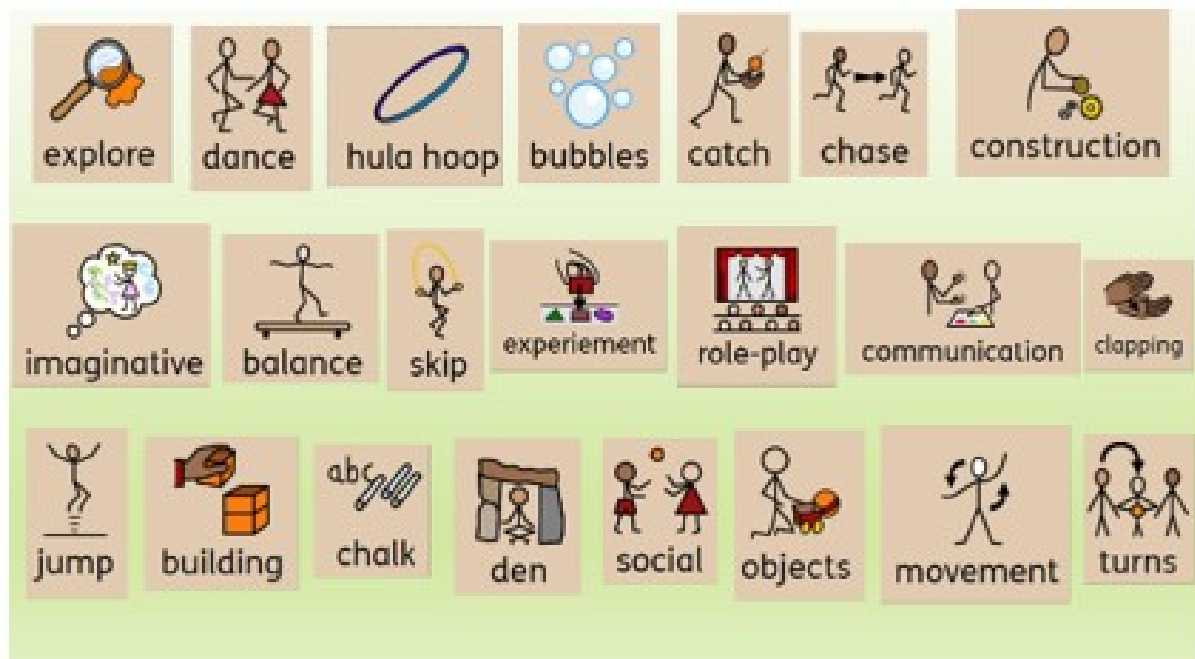 explore dance hula hoop bubbles catch chase construction
imaginative balance skip experiement role-play communication clapping
abc
jump building chalk den social objects movement turns